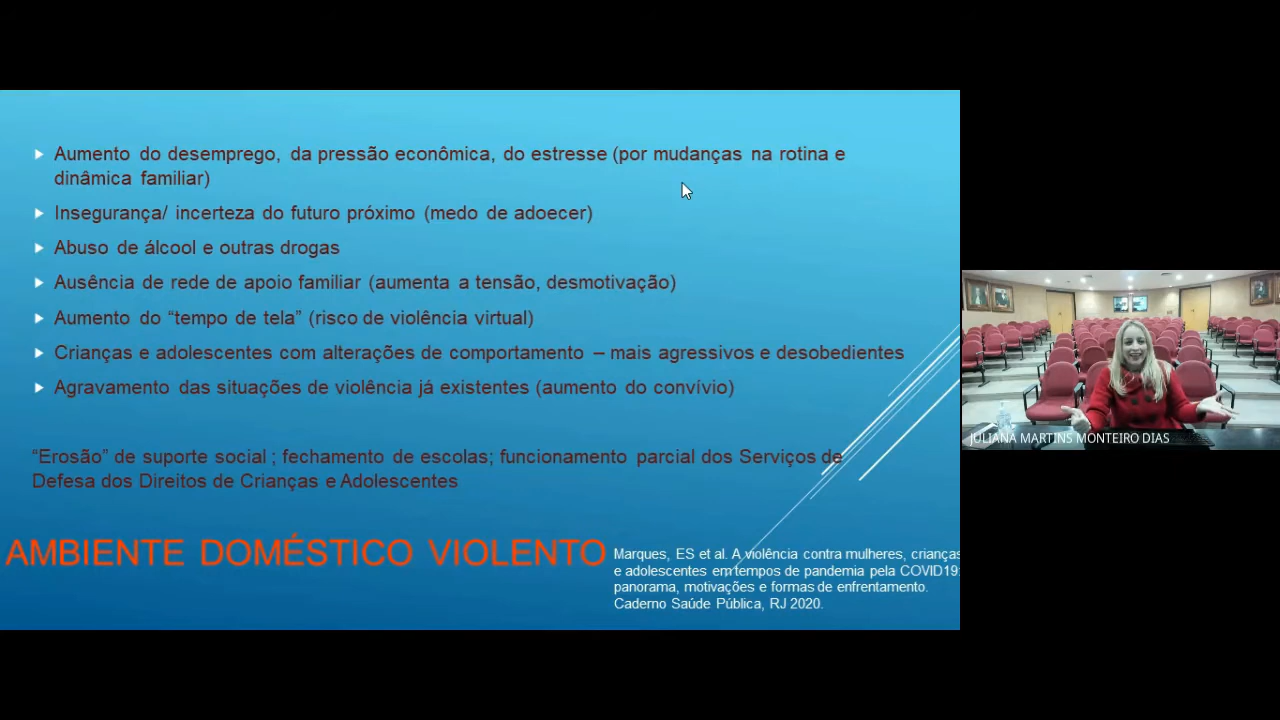 Aumento do desemprego, da pressão econômica, do estresse (por mudanças na rotina e
dinâmica familiar)
Insegurança/ incerteza do futuro próximo (medo de adoecer)
Abuso de álcool e outras drogas
Ausência de rede de apoio familiar (aumenta a tensão, desmotivação)
Aumento do “tempo de tela” (risco de violência virtual)
Crianças e adolescentes com alterações de comportamento – mais agressivos e desobedientes
Agravamento das situações de violência já existentes (aumento do convívio)
“Erosão” de suporte social ; fechamento de escolas; funcionamento parcial dos Serviços de
Defesa dos Direitos de Crianças e Adolescentes
AMBIENTE DOMÉSTICO VIOLENTO
Marques, ES et al. A violência contra mulheres, crianças
e adolescentes em tempos de pandemia pela COVID19:
panorama, motivações e formas de enfrentamento.
Caderno Saúde Pública, RJ 2020.
JULIANA MARTINS MONTEIRO DIAS